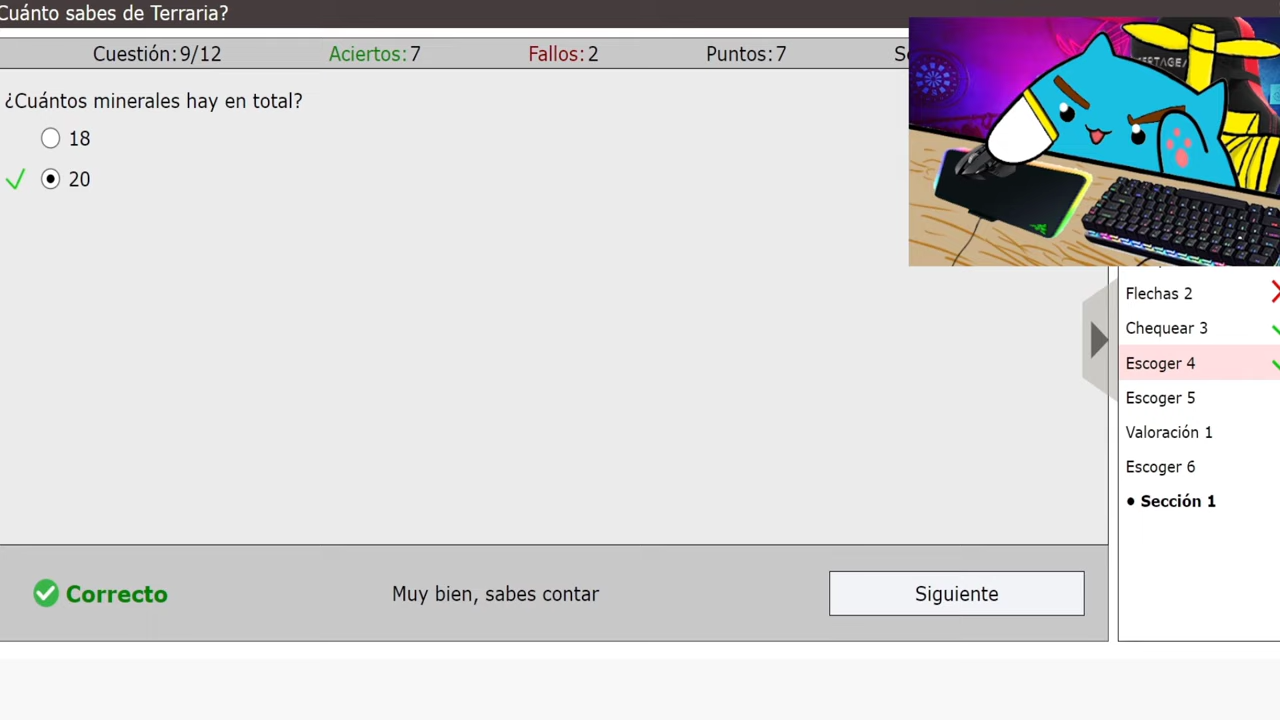 Cuánto sabes de Terraria?
Cuestión: 9/12 Aciertos: 7 Fallos: 2 Puntos: 7
¿Cuántos minerales hay en total?
18
20
Flechas 2
Chequear 3
Escoger 4
Escoger 5
Valoración 1
Escoger 6
• Sección 1
Correcto Muy bien, sabes contar Siguiente